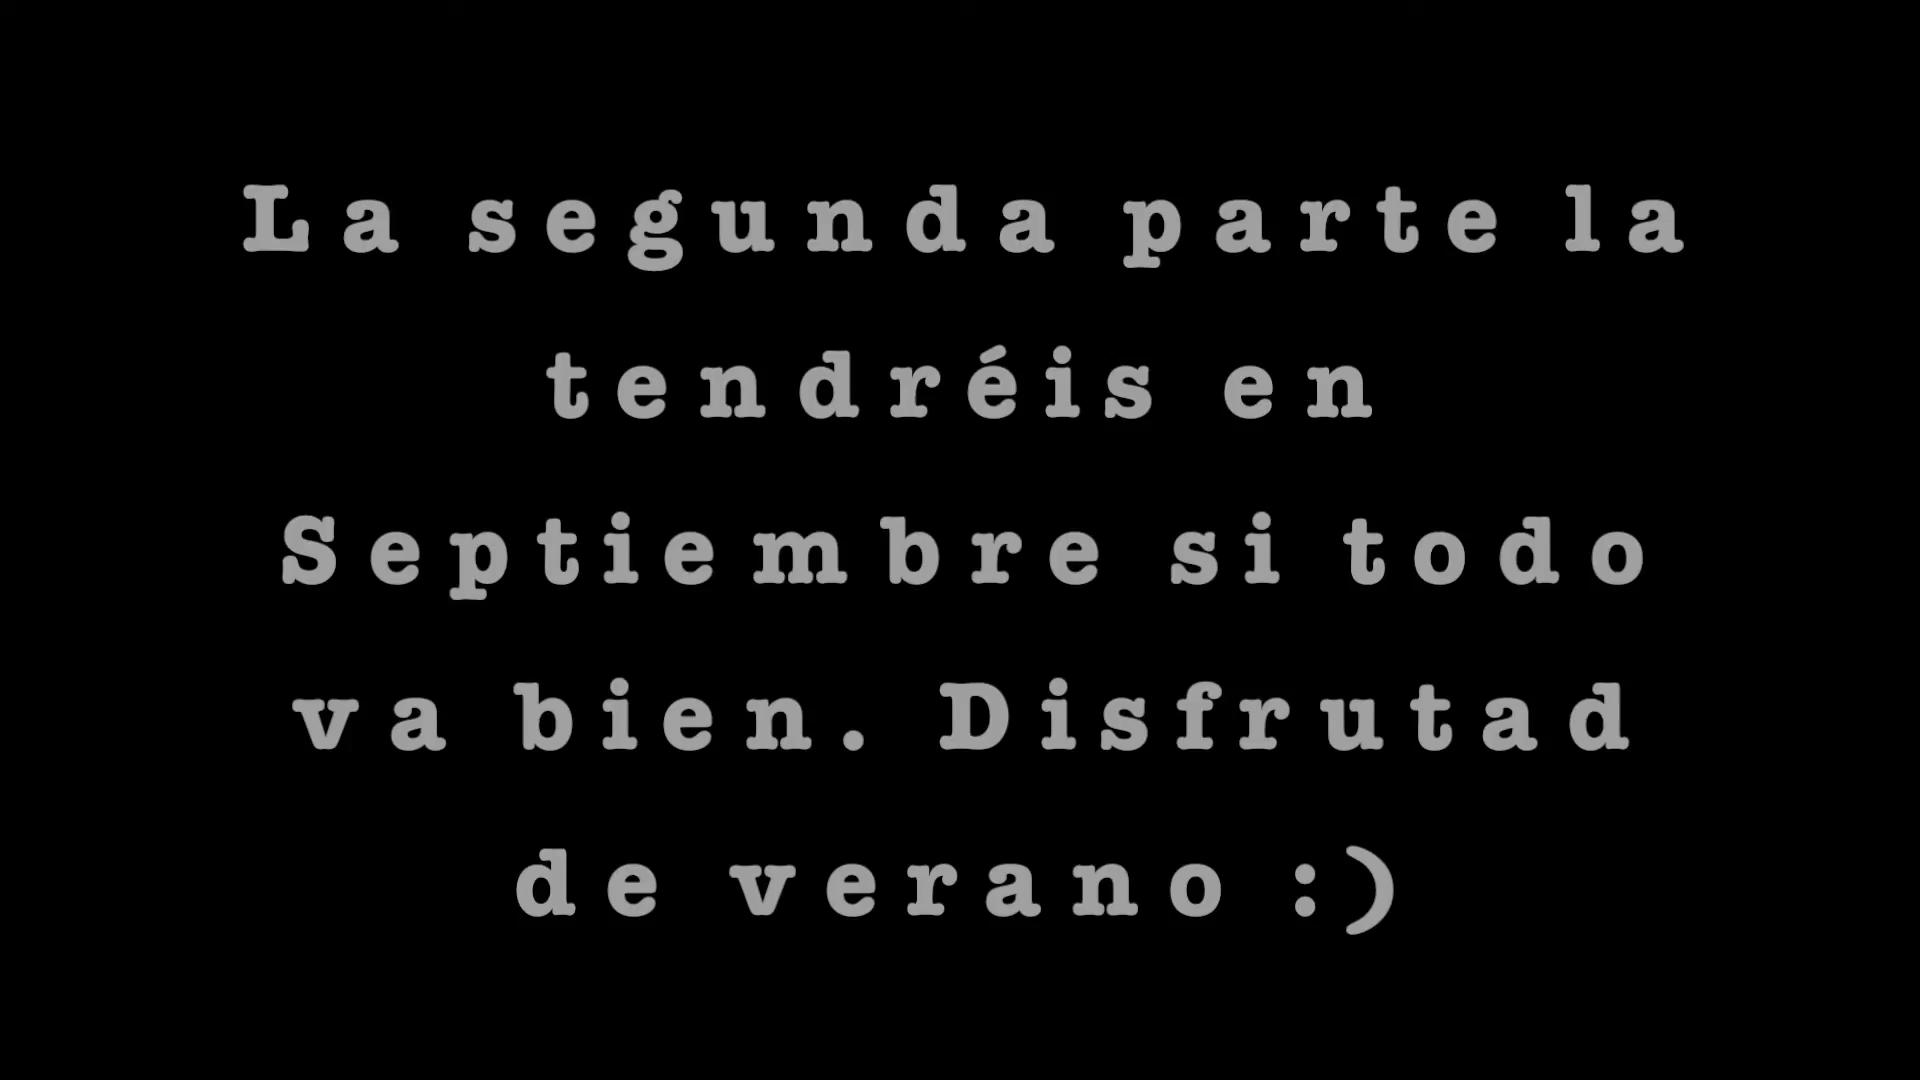 La segunda parte la
tendréis en
Septiembre si todo
va bien. Disfrutad
de verano :)